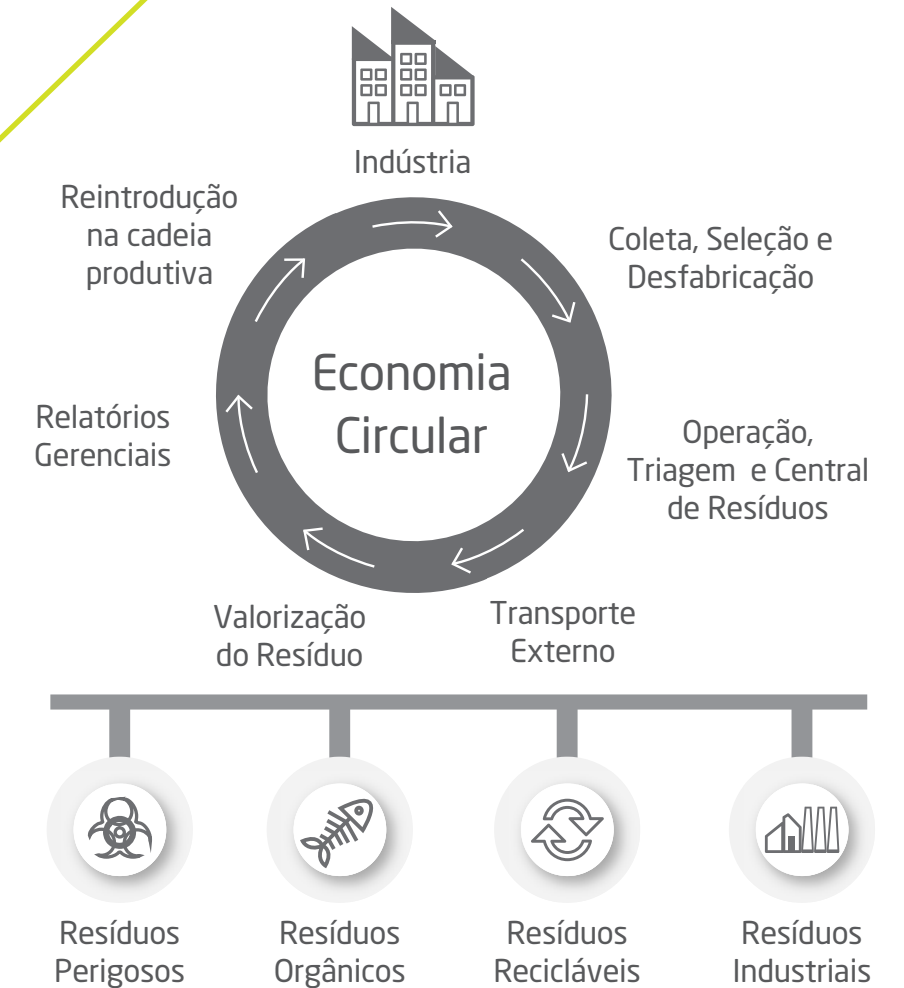 Indústria
Reintrodução
na cadeia
produtiva
Coleta, Seleção e
Desfabricação
Economia
Circular
Relatórios
Gerenciais
Operação,
Triagem e Central
de Resíduos
Valorização
do Resíduo
Transporte
Externo
Resíduos
Perigosos
Resíduos
Orgânicos
Resíduos
Recicláveis
Resíduos
Industriais